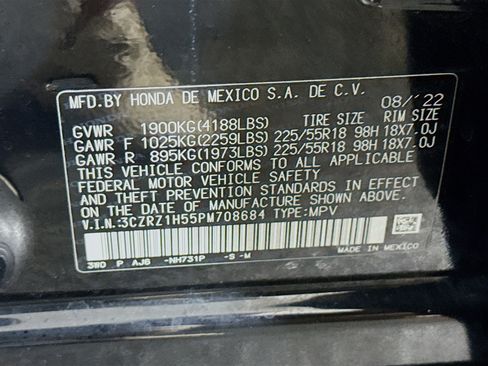 MFD.BY HONDA DE MEXICO S.A. DE C.V. 08/'22
GVWR 1900KG(4188LBS) TIRE SIZE RIM SIZE
GAWR F 1025KG(2259LBS) 225/55R18 98H 18X7.0J
GAWR R 895KG(1973LBS) 225/55R18 98H 18X7.0J
THIS VEHICLE CONFORMS TO ALL APPLICABLE
FEDERAL MOTOR VEHICLE SAFETY
AND THEFT PREVENTION STANDARDS IN EFFECT
ON THE DATE OF MANUFACTURE SHOWN ABOVE.
V.I.N.:3CZRZ1H55PM708684 TYPE:MPV
3W0 P AJ6 -NH731P -S -M MADE IN MEXICO